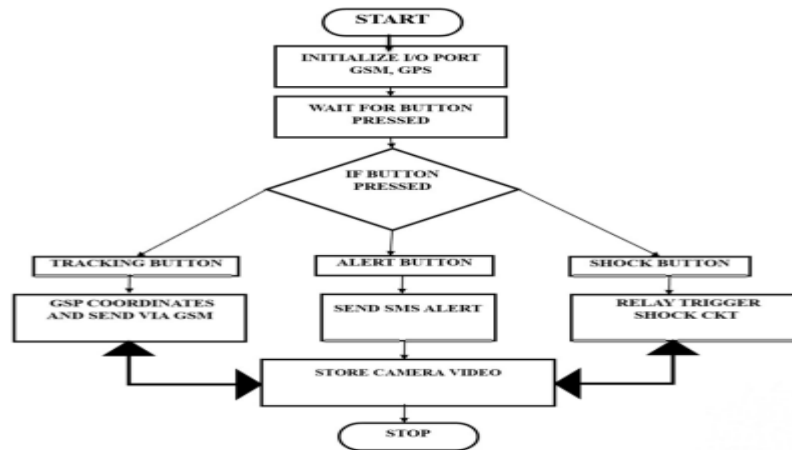 START
INITIALIZE I/O PORT
GSM, GPS
WAIT FOR BUTTON
PRESSED
IF BUTTON
PRESSED
TRACKING BUTTON
ALERT BUTTON
SHOCK BUTTON
GSP COORDINATES
AND SEND VIA GSM
SEND SMS ALERT
RELAY TRIGGER
SHOCK CKT
STORE CAMERA VIDEO
STOP